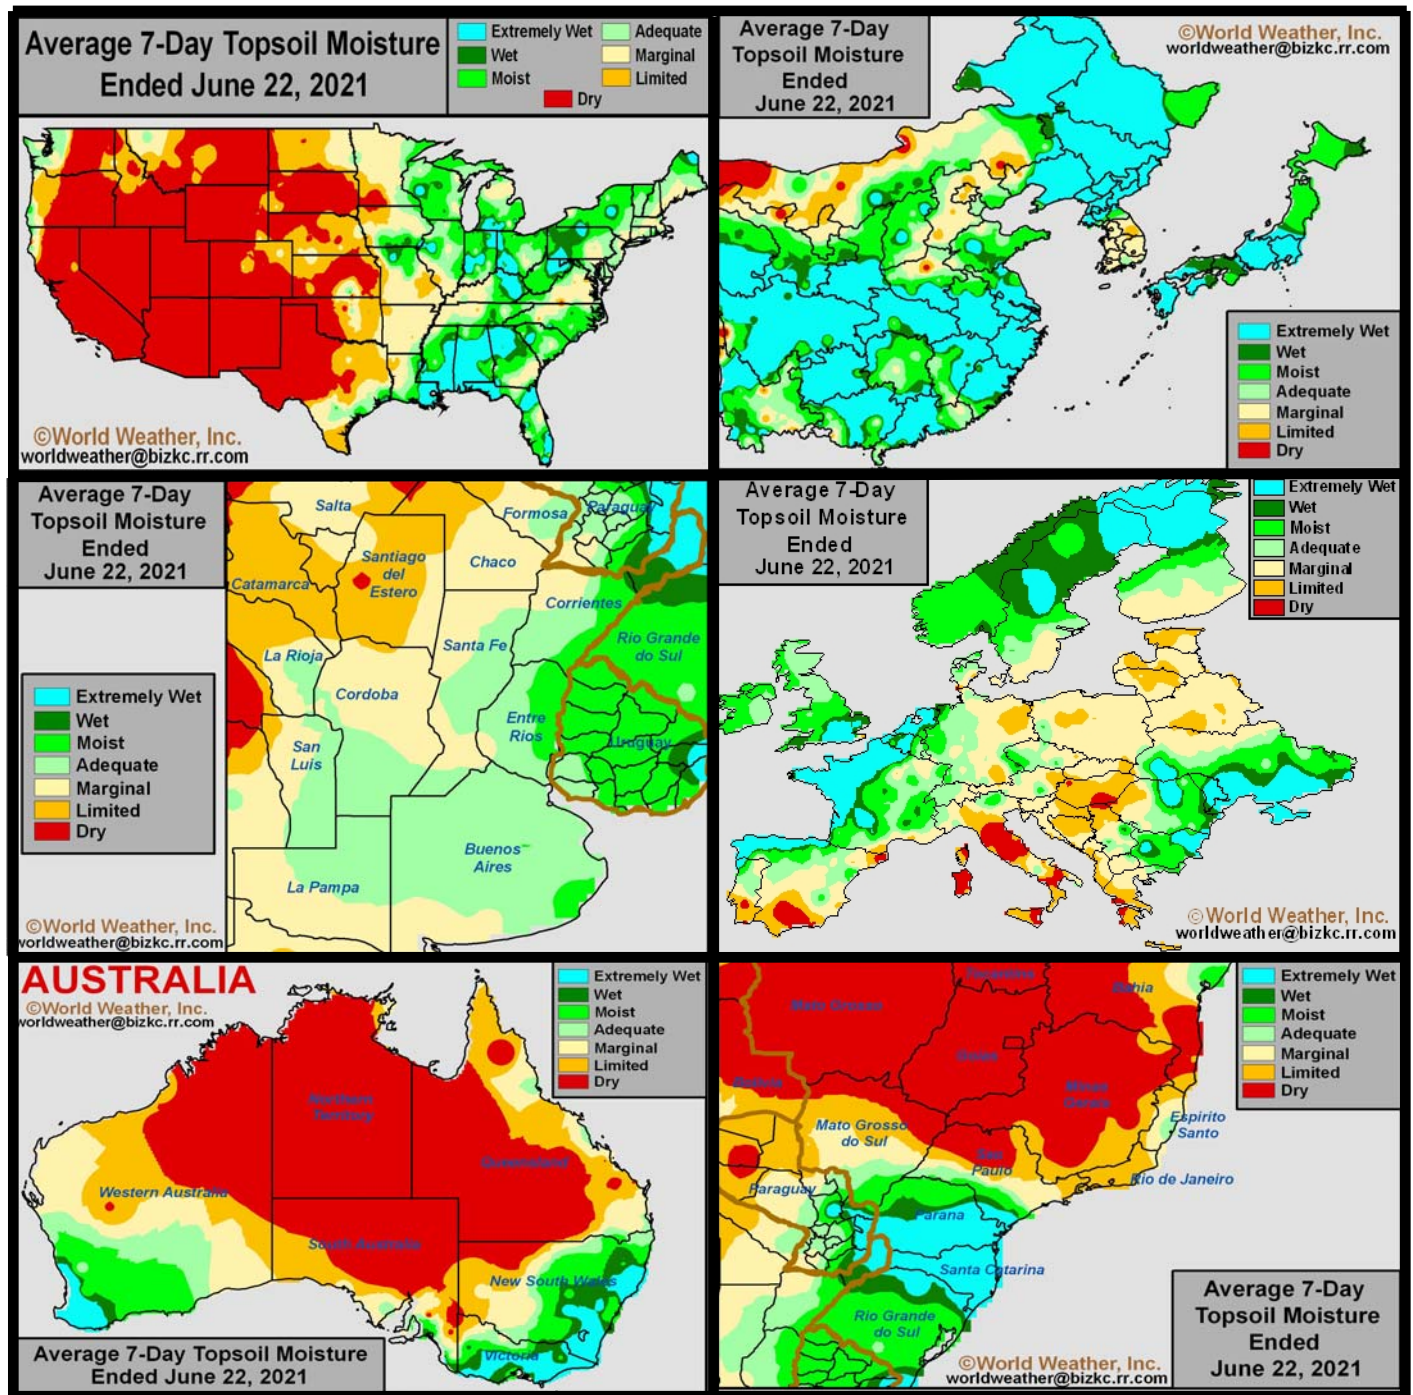 Average 7-Day Topsoil Moisture
Ended June 22, 2021
Extremely Wet
Adequate
Wet
Marginal
Moist
Limited
Dry
©World Weather, Inc.
worldweather@bizkc.rr.com
Average 7-Day
Topsoil Moisture
Ended
June 22, 2021
©World Weather, Inc.
worldweather@bizkc.rr.com
Extremely Wet
Wet
Moist
Adequate
Marginal
Limited
Dry
Average 7-Day
Topsoil Moisture
Ended
June 22, 2021
Salta
Formosa
Paraguay
Santiago
del
Estero
Chaco
Catamarca
Corrientes
Santa Fe
Rio Grande
do Sul
La Rioja
Cordoba
Entre
Rios
San
Luis
Uruguay
Buenos
Aires
La Pampa
Extremely Wet
Wet
Moist
Adequate
Marginal
Limited
Dry
©World Weather, Inc.
worldweather@bizkc.rr.com
Average 7-Day
Topsoil Moisture
Ended
June 22, 2021
Extremely Wet
Wet
Moist
Adequate
Marginal
Limited
Dry
©World Weather, Inc.
worldweather@bizkc.rr.com
AUSTRALIA
©World Weather, Inc.
worldweather@bizkc.rr.com
Extremely Wet
Wet
Moist
Adequate
Marginal
Limited
Dry
Northern
Territory
Queensland
Western Australia
South Australia
New South Wales
Victoria
Average 7-Day Topsoil Moisture
Ended June 22, 2021
Tocantins
Bahia
Mato Grosso
Goias
Bolivia
Minas
Gerais
Mato Grosso
do Sul
Espirito
Santo
Sao
Paulo
Rio de Janeiro
Paraguay
Parana
Santa Catarina
Rio Grande
do Sul
Extremely Wet
Wet
Moist
Adequate
Marginal
Limited
Dry
Average 7-Day
Topsoil Moisture
Ended
June 22, 2021
©World Weather, Inc.
worldweather@bizkc.rr.com